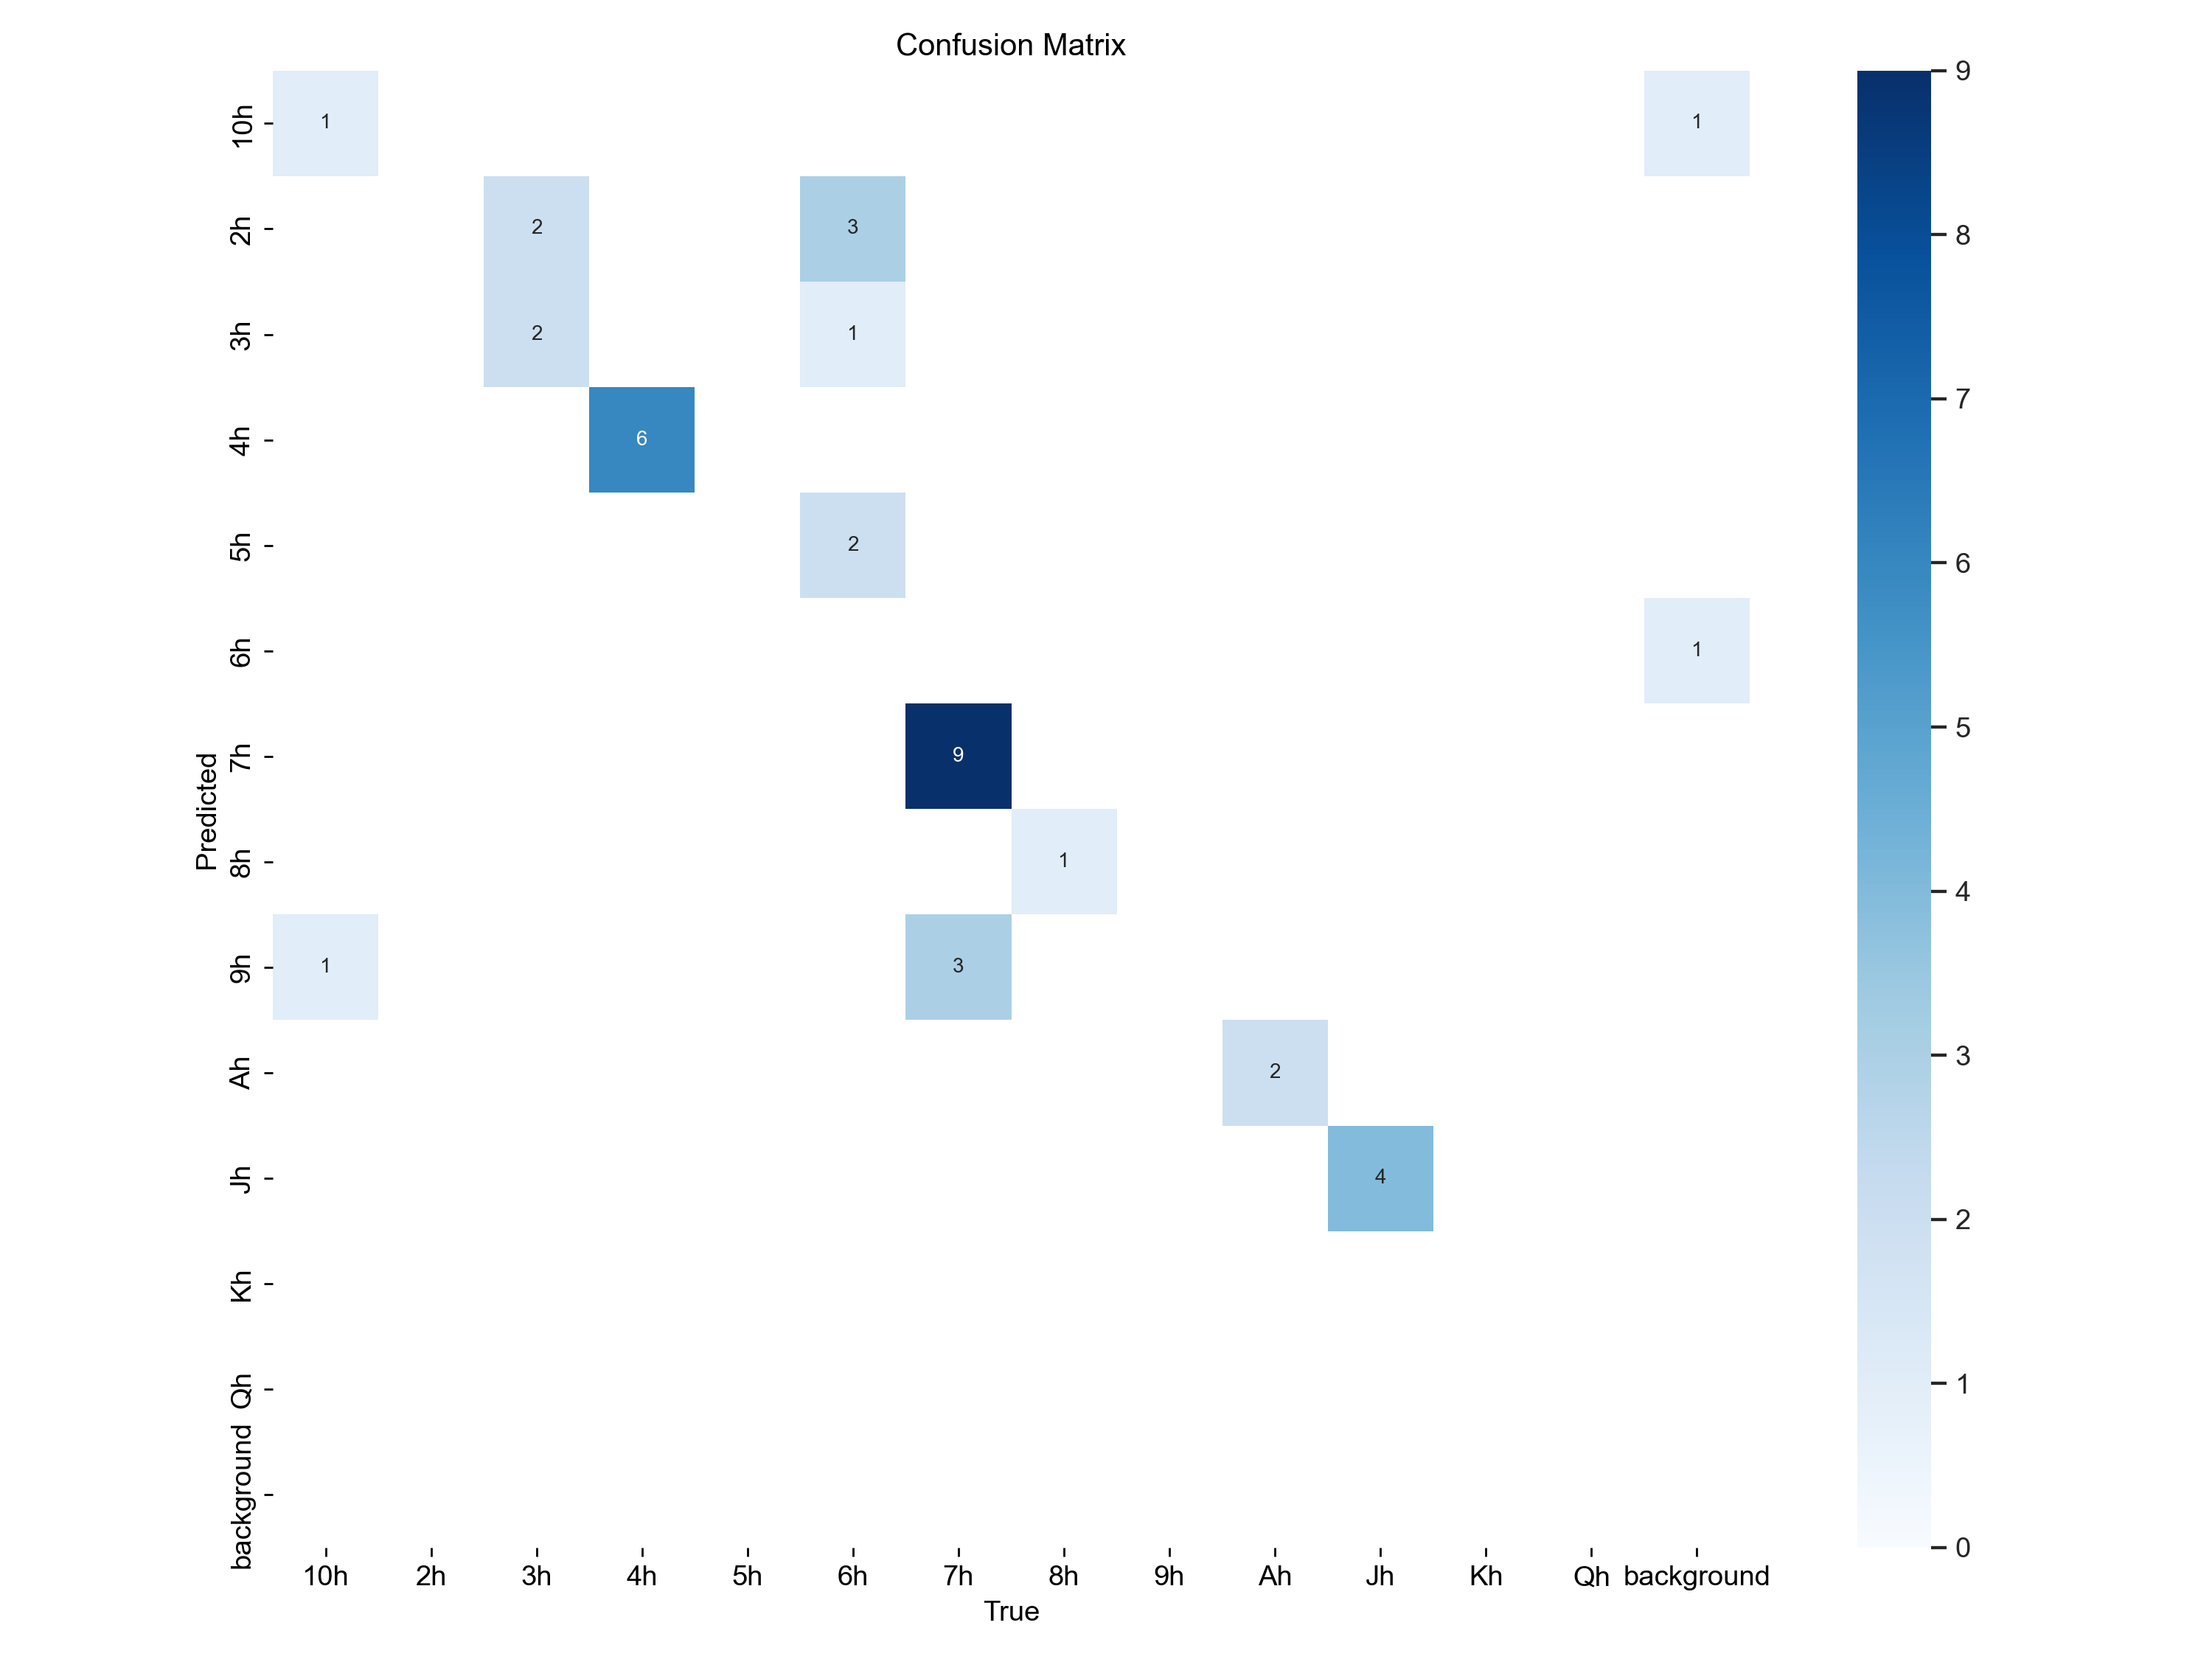 Confusion Matrix
10h 1 1
2h 2 3
3h 2 1
4h 6
5h 2
6h 1
7h 9
8h 1
9h 1 3
Ah 2
Jh 4
Kh
Qh
background
Predicted
10h 2h 3h 4h 5h 6h 7h 8h 9h Ah Jh Kh Qh background
True
9
8
7
6
5
4
3
2
1
0